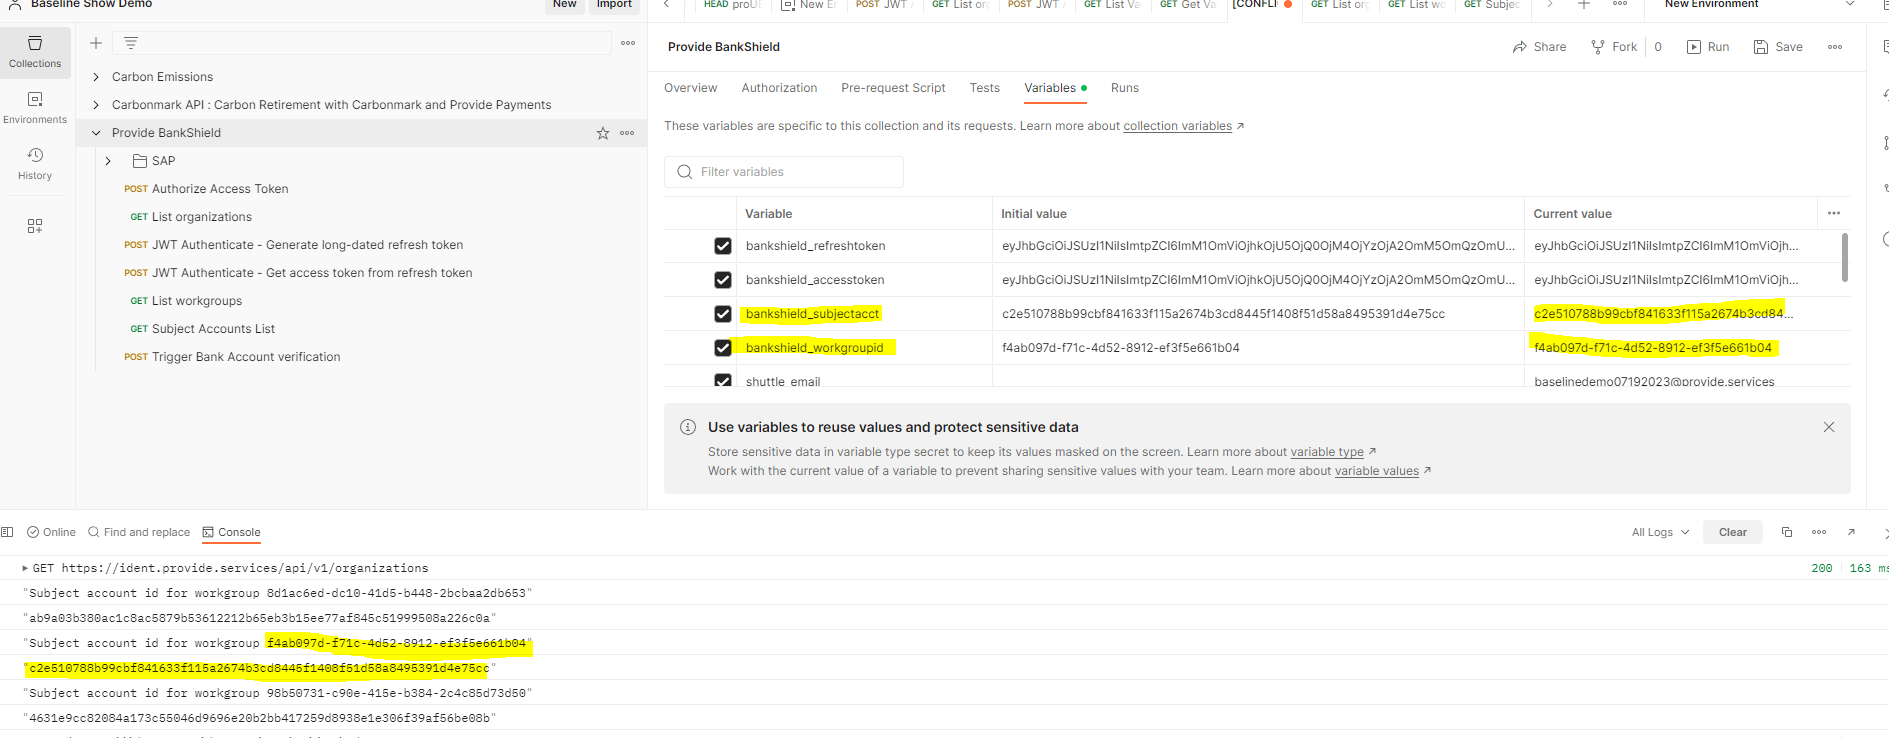 Baseline Show Demo
New
Import
HEAD proU
New En
POST JWT
GET List or
POST JWT
GET List Va
GET Get Va
[CONFLI
GET List or
GET List w
GET Subjec
New Environment
Collections
Environments
History
Carbon Emissions
Carbonmark API : Carbon Retirement with Carbonmark and Provide Payments
Provide BankShield
SAP
POST Authorize Access Token
GET List organizations
POST JWT Authenticate - Generate long-dated refresh token
POST JWT Authenticate - Get access token from refresh token
GET List workgroups
GET Subject Accounts List
POST Trigger Bank Account verification
Provide BankShield
Share
Fork 0
Run
Save
Overview
Authorization
Pre-request Script
Tests
Variables
Runs
These variables are specific to this collection and its requests. Learn more about collection variables ↗
Filter variables
Variable Initial value Current value
bankshield_refreshtoken eyJhbGciOiJSUzI1NiIsImtpZCI6ImM1OmViOjhkOjU5OjQ0OjM4OjYzOjA2OmM5OmQzOmU... eyJhbGciOiJSUzI1NiIsImtpZCI6ImM1OmViOjh...
bankshield_accesstoken eyJhbGciOiJSUzI1NiIsImtpZCI6ImM1OmViOjhkOjU5OjQ0OjM4OjYzOjA2OmM5OmQzOmU... eyJhbGciOiJSUzI1NiIsImtpZCI6ImM1OmViOjh...
bankshield_subjectacct c2e510788b99cbf841633f115a2674b3cd8445f1408f51d58a8495391d4e75cc c2e510788b99cbf841633f115a2674b3cd84...
bankshield_workgroupid f4ab097d-f71c-4d52-8912-ef3f5e661b04 f4ab097d-f71c-4d52-8912-ef3f5e661b04
shuttle_email baselinedemo07192023@provide.services
Use variables to reuse values and protect sensitive data
Store sensitive data in variable type secret to keep its values masked on the screen. Learn more about variable type ↗
Work with the current value of a variable to prevent sharing sensitive values with your team. Learn more about variable values ↗
Online
Find and replace
Console
All Logs
Clear
GET https://ident.provide.services/api/v1/organizations 200 163 ms
"Subject account id for workgroup 8d1ac6ed-dc10-41d5-b448-2bcbaa2db653"
"ab9a03b380ac1c8ac5879b53612212b65eb3b15ee77af845c51999508a226c0a"
"Subject account id for workgroup f4ab097d-f71c-4d52-8912-ef3f5e661b04"
"c2e510788b99cbf841633f115a2674b3cd8445f1408f51d58a8495391d4e75cc"
"Subject account id for workgroup 98b50731-c90e-415e-b384-2c4c85d73d50"
"4631e9cc82084a173c55046d9696e20b2bb417259d8938e1e306f39af56be08b"